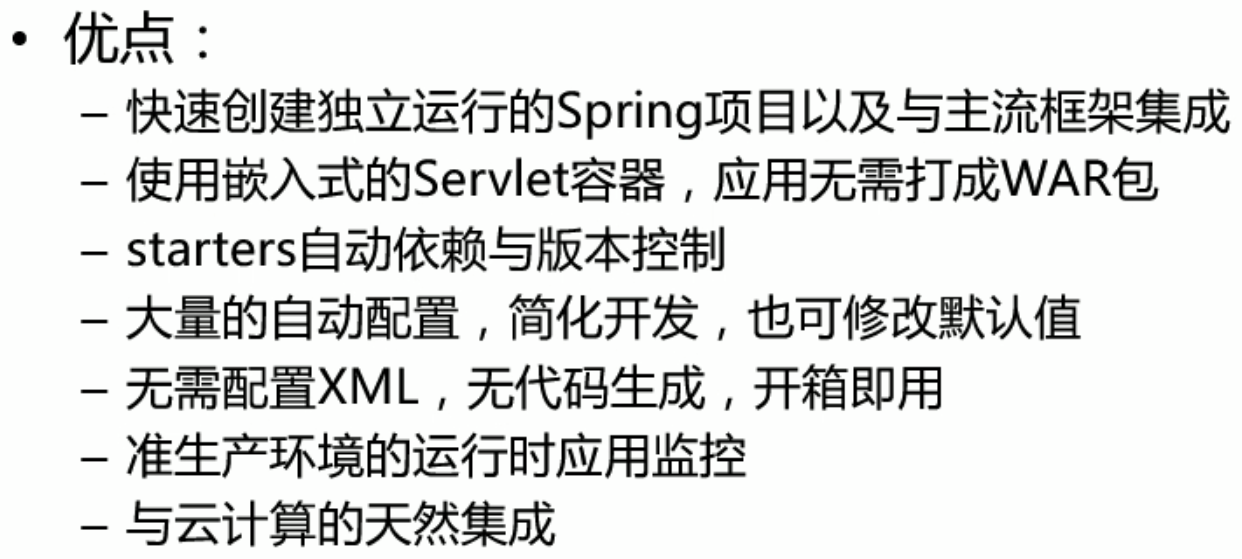 • 优点：
– 快速创建独立运行的Spring项目以及与主流框架集成
– 使用嵌入式的Servlet容器，应用无需打成WAR包
– starters自动依赖与版本控制
– 大量的自动配置，简化开发，也可修改默认值
– 无需配置XML，无代码生成，开箱即用
– 准生产环境的运行时应用监控
– 与云计算的天然集成